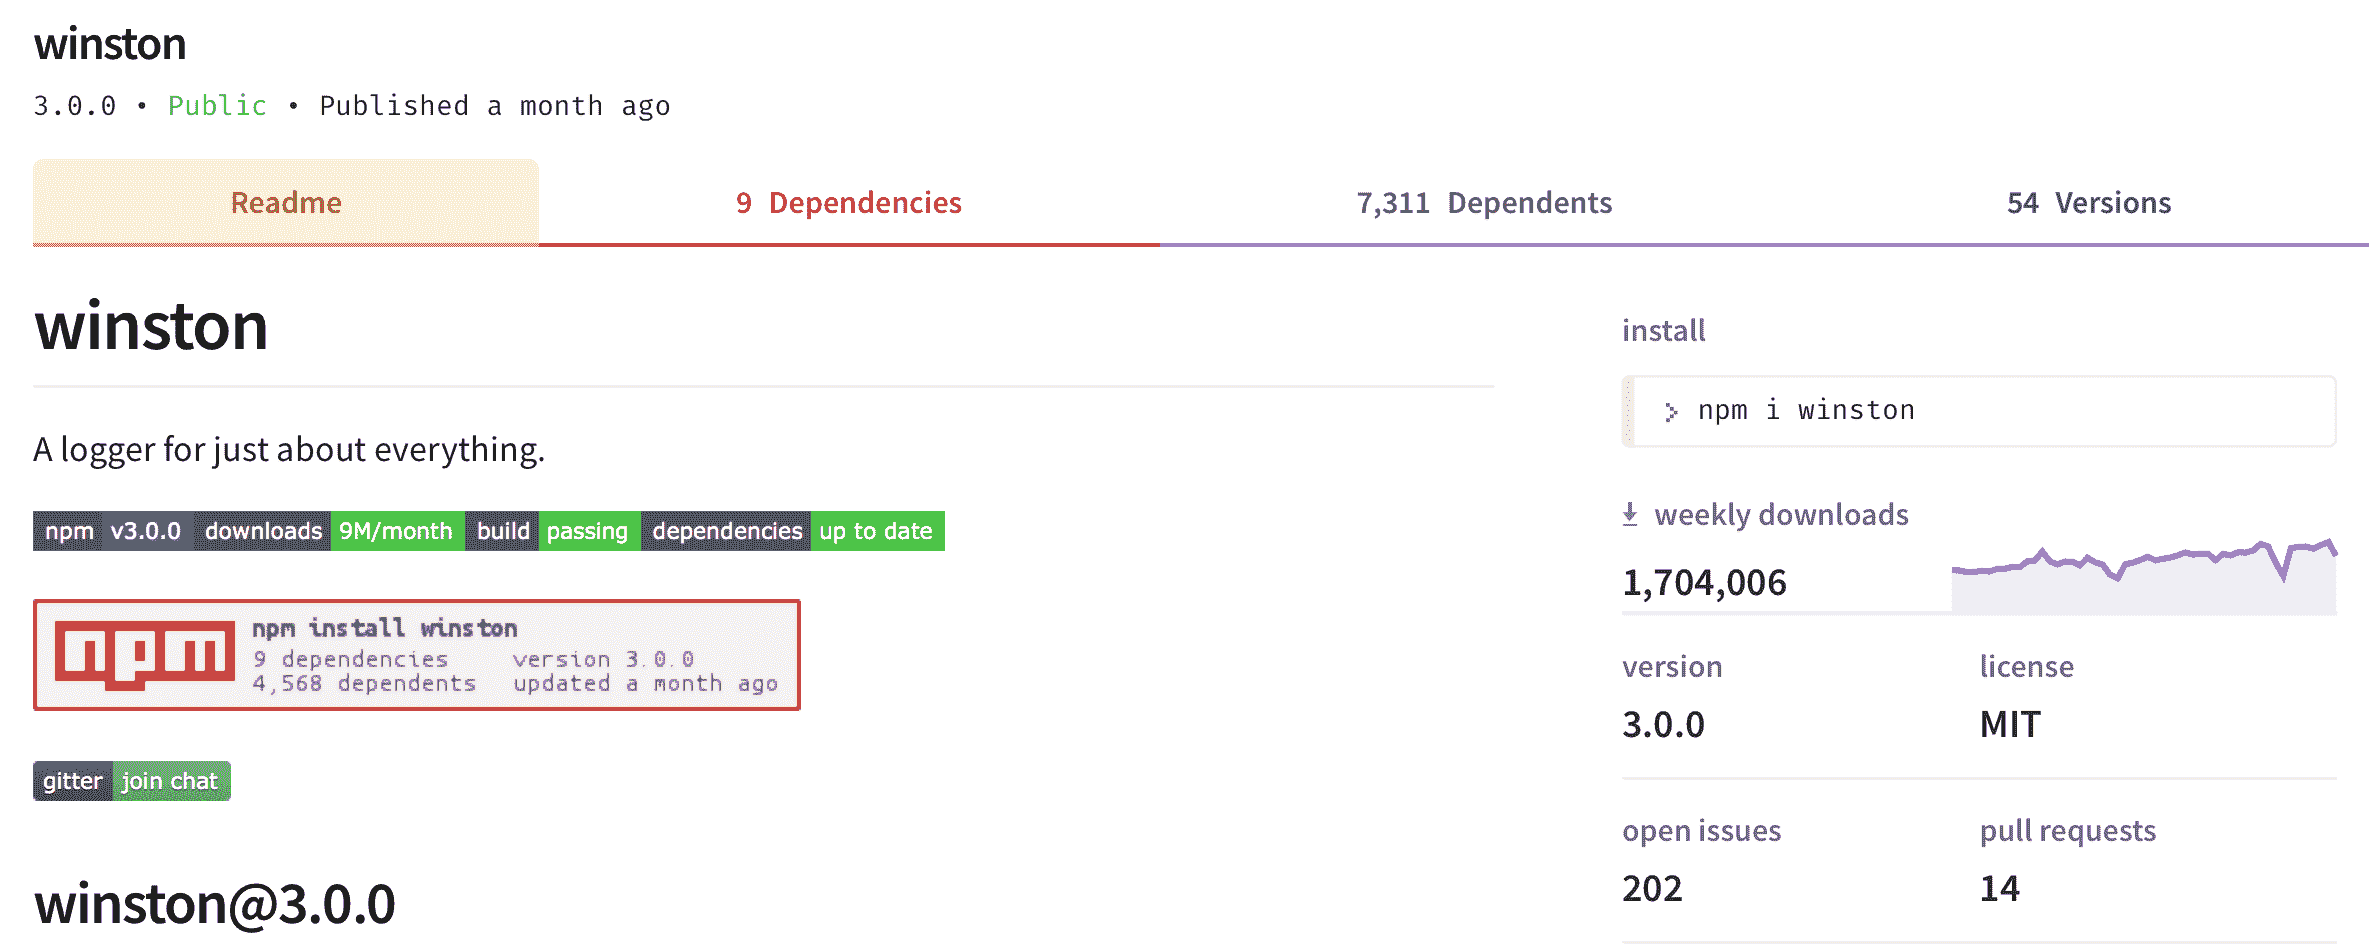 winston
3.0.0 • Public • Published a month ago
Readme
9 Dependencies
7,311 Dependents
54 Versions
winston
A logger for just about everything.
npm v3.0.0 downloads 9M/month build passing dependencies up to date
npm npm install winston
9 dependencies version 3.0.0
4,568 dependents updated a month ago
gitter join chat
winston@3.0.0
install
> npm i winston
weekly downloads
1,704,006
version
3.0.0
license
MIT
open issues
202
pull requests
14